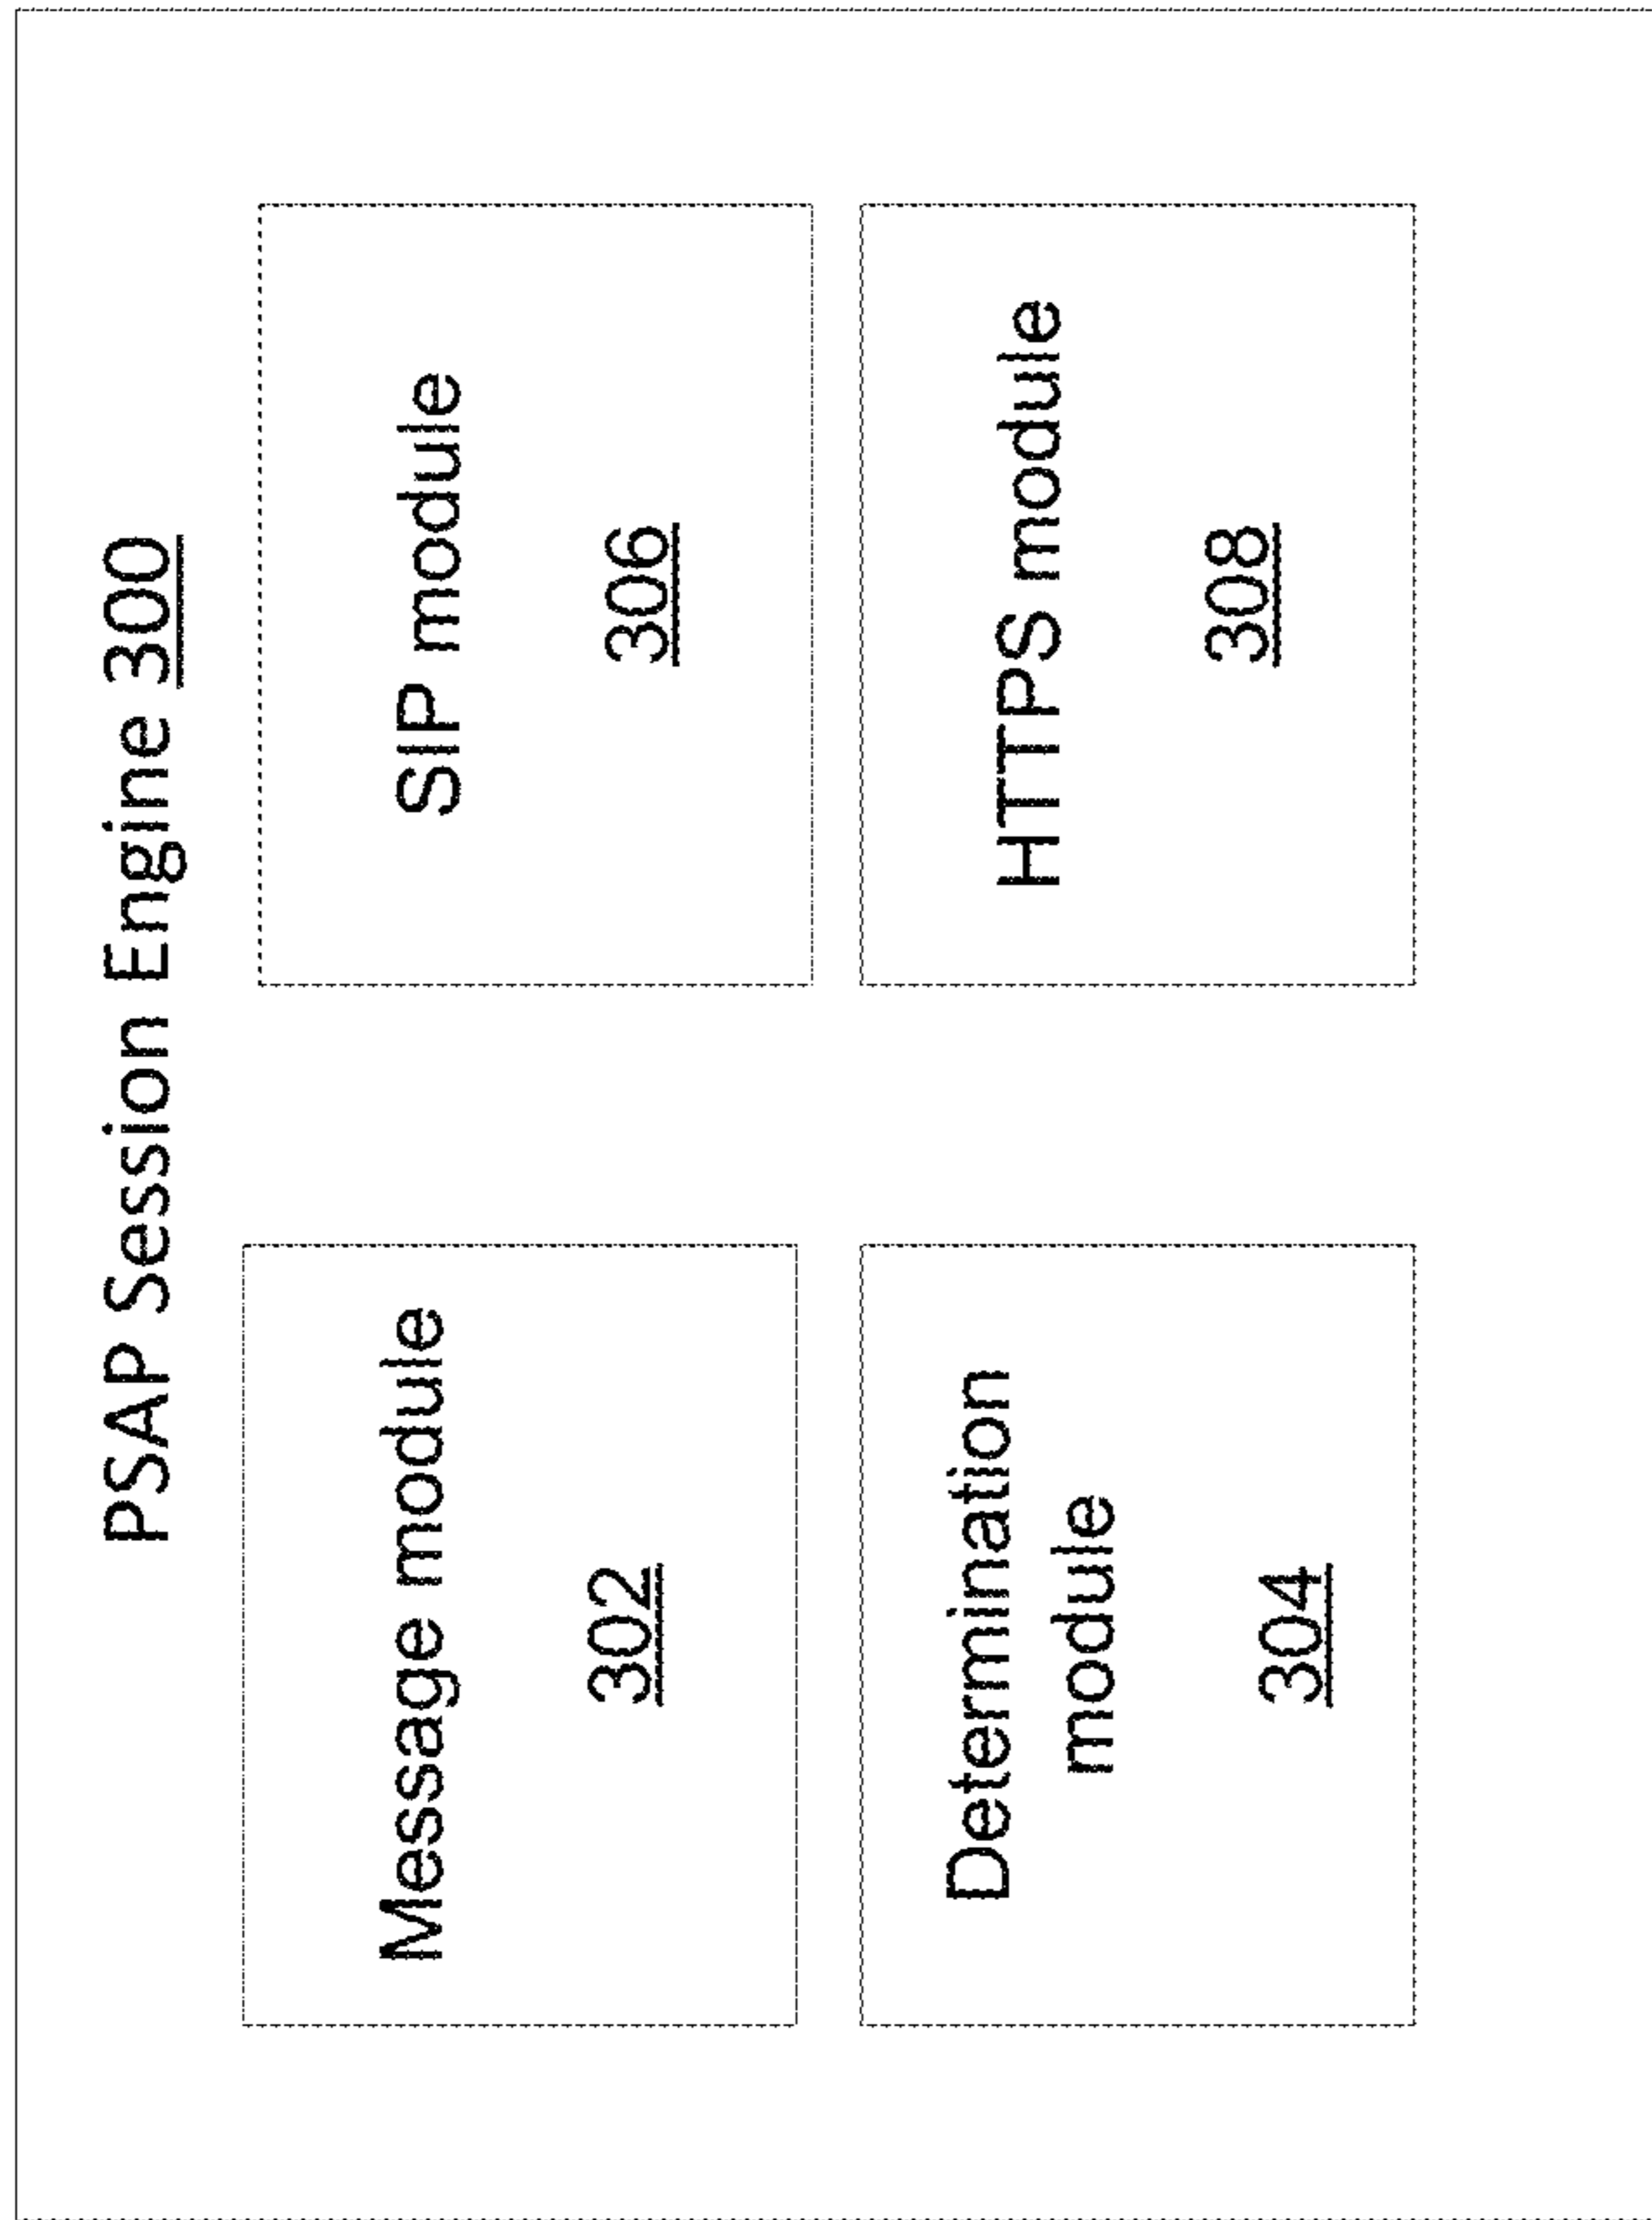 PSAP Session Engine 300
Message module
302
SIP module
306
Determination
module
304
HTTPS module
308